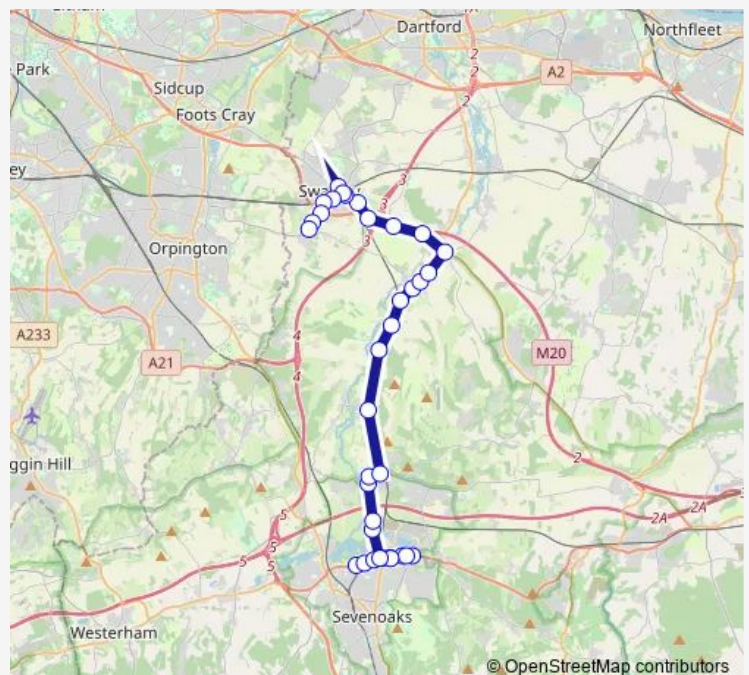 Dartford
Northfleet
2
2
A2
2
Park
Sidcup
Foots Cray
ey
3
3
3
Orpington
4
A233
A21
4
M20
ggin Hill
2
2A
2A
5
5
5
5
Sevenoaks
Westerham
© OpenStreetMap contributors